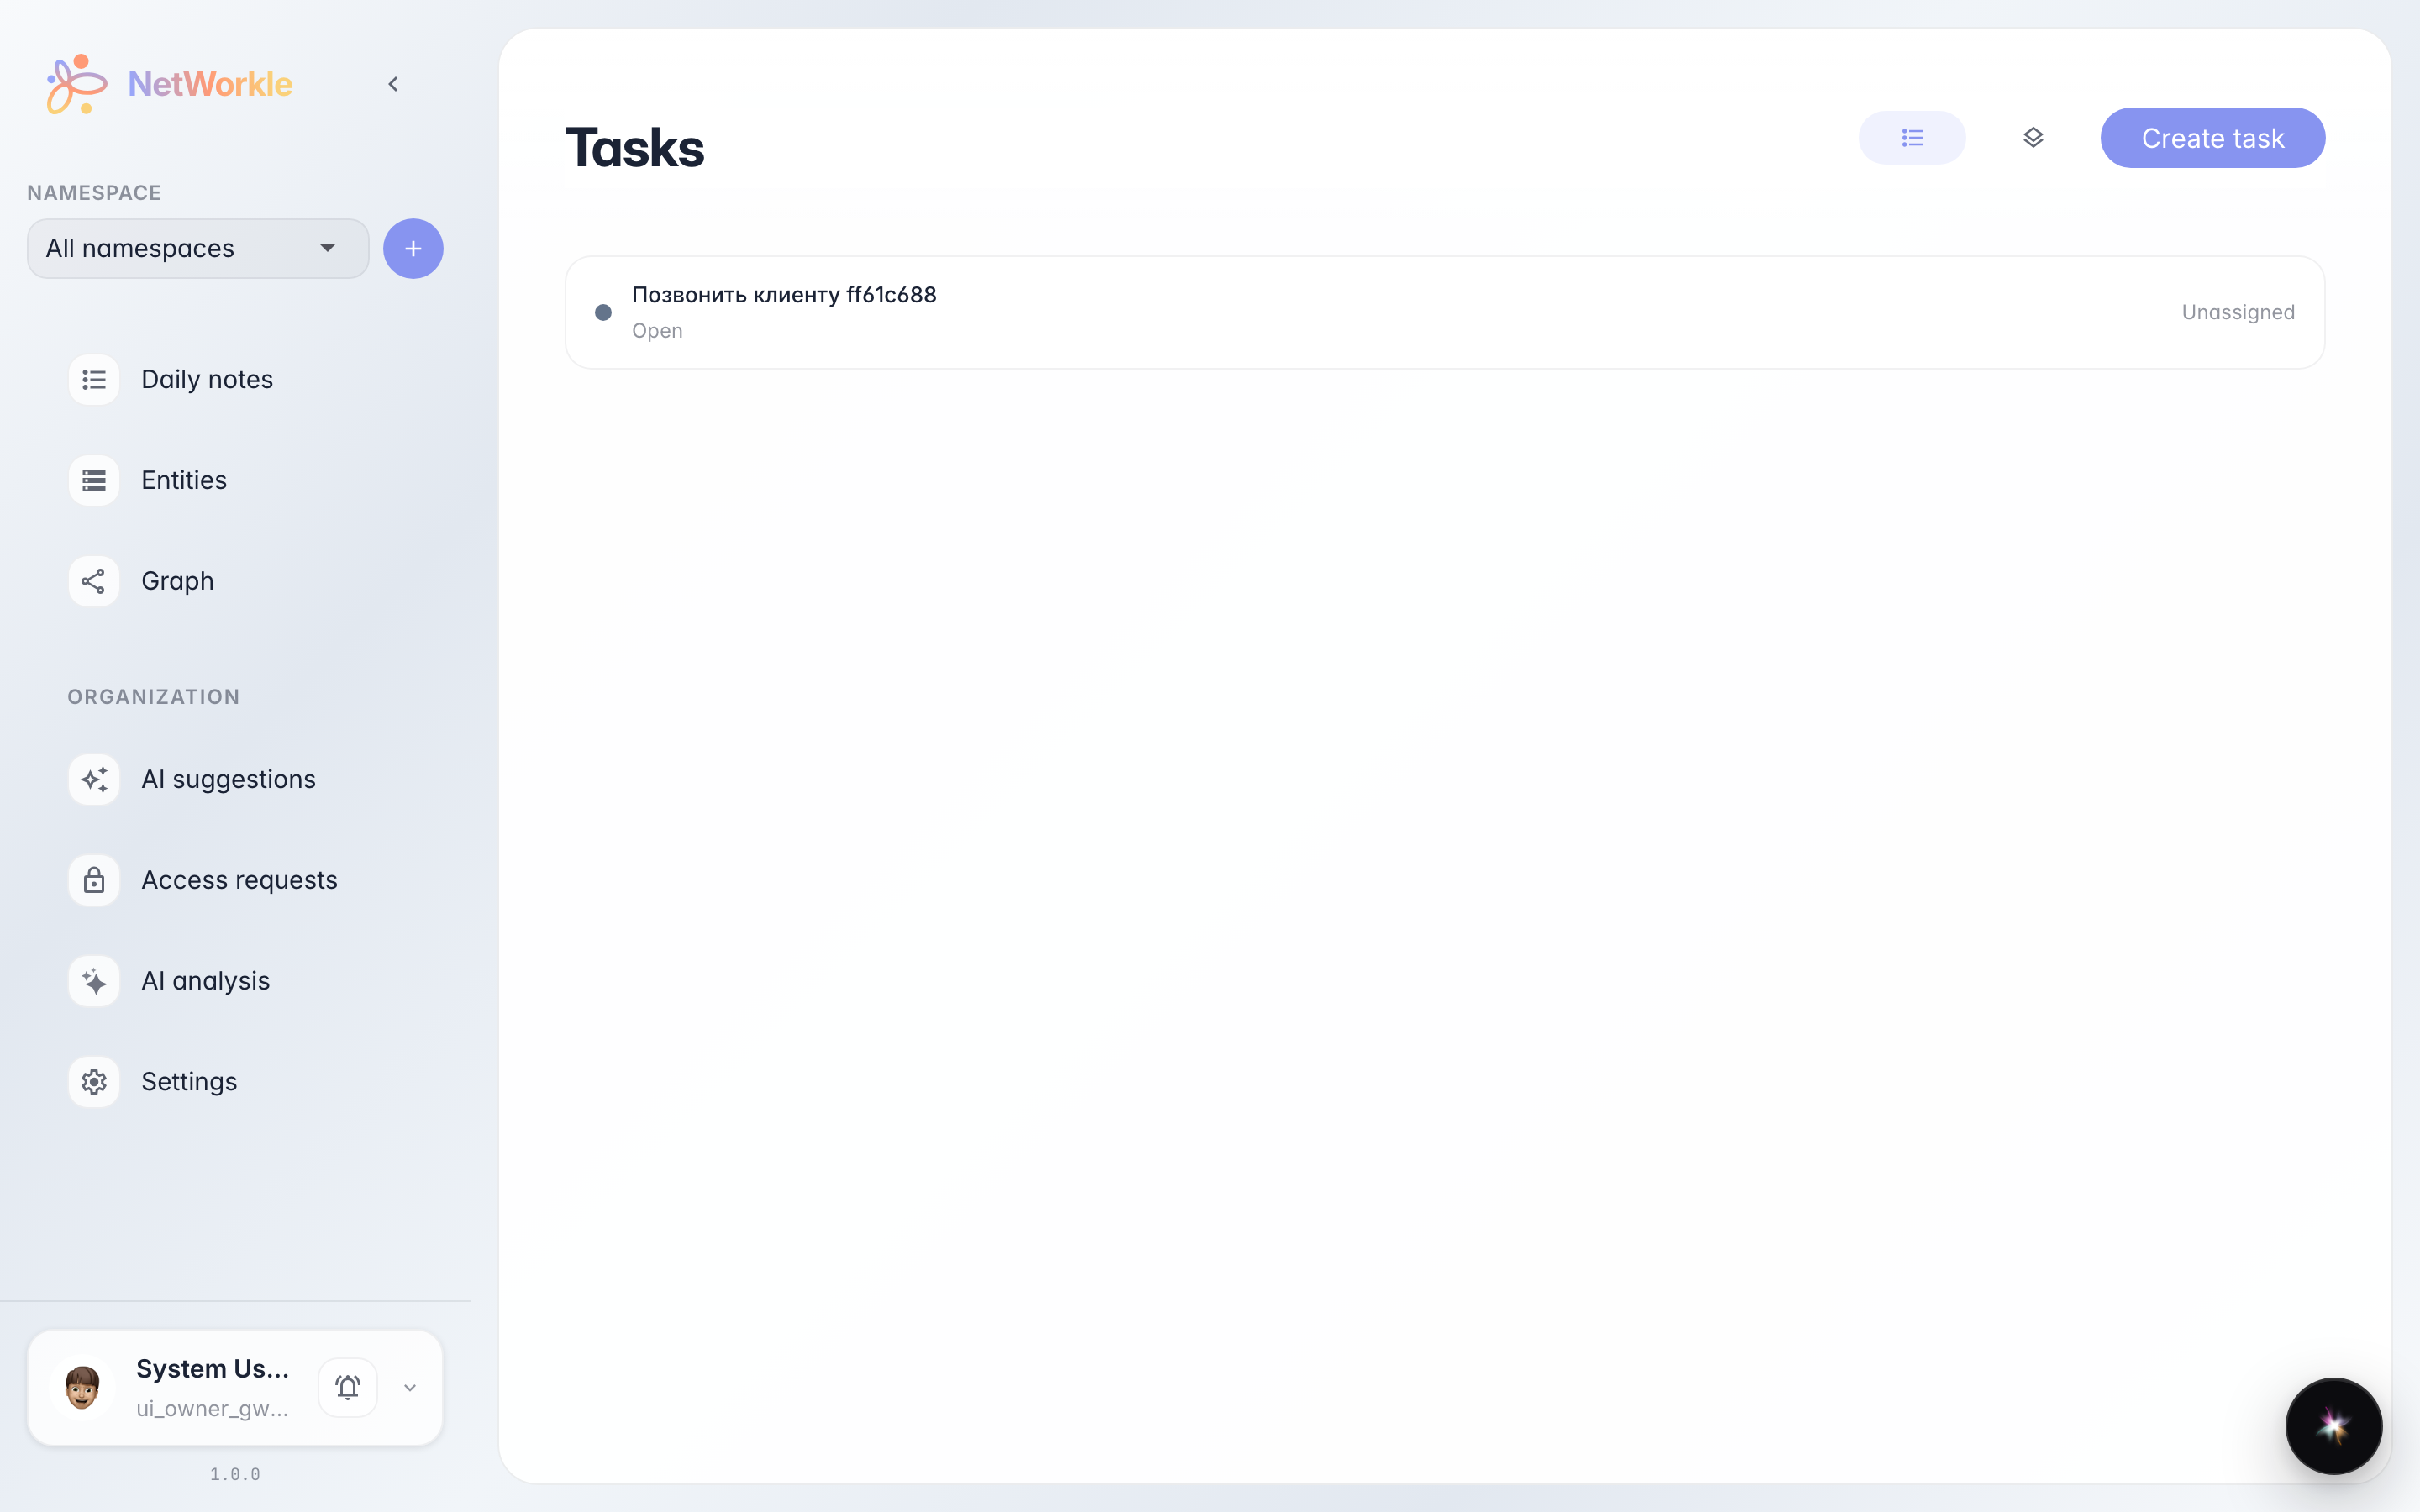 NetWorkle
NAMESPACE
All namespaces
Daily notes
Entities
Graph
ORGANIZATION
AI suggestions
Access requests
AI analysis
Settings
System Us...
ui_owner_gw...
1.0.0
Tasks
Create task
Позвонить клиенту ff61c688
Open
Unassigned